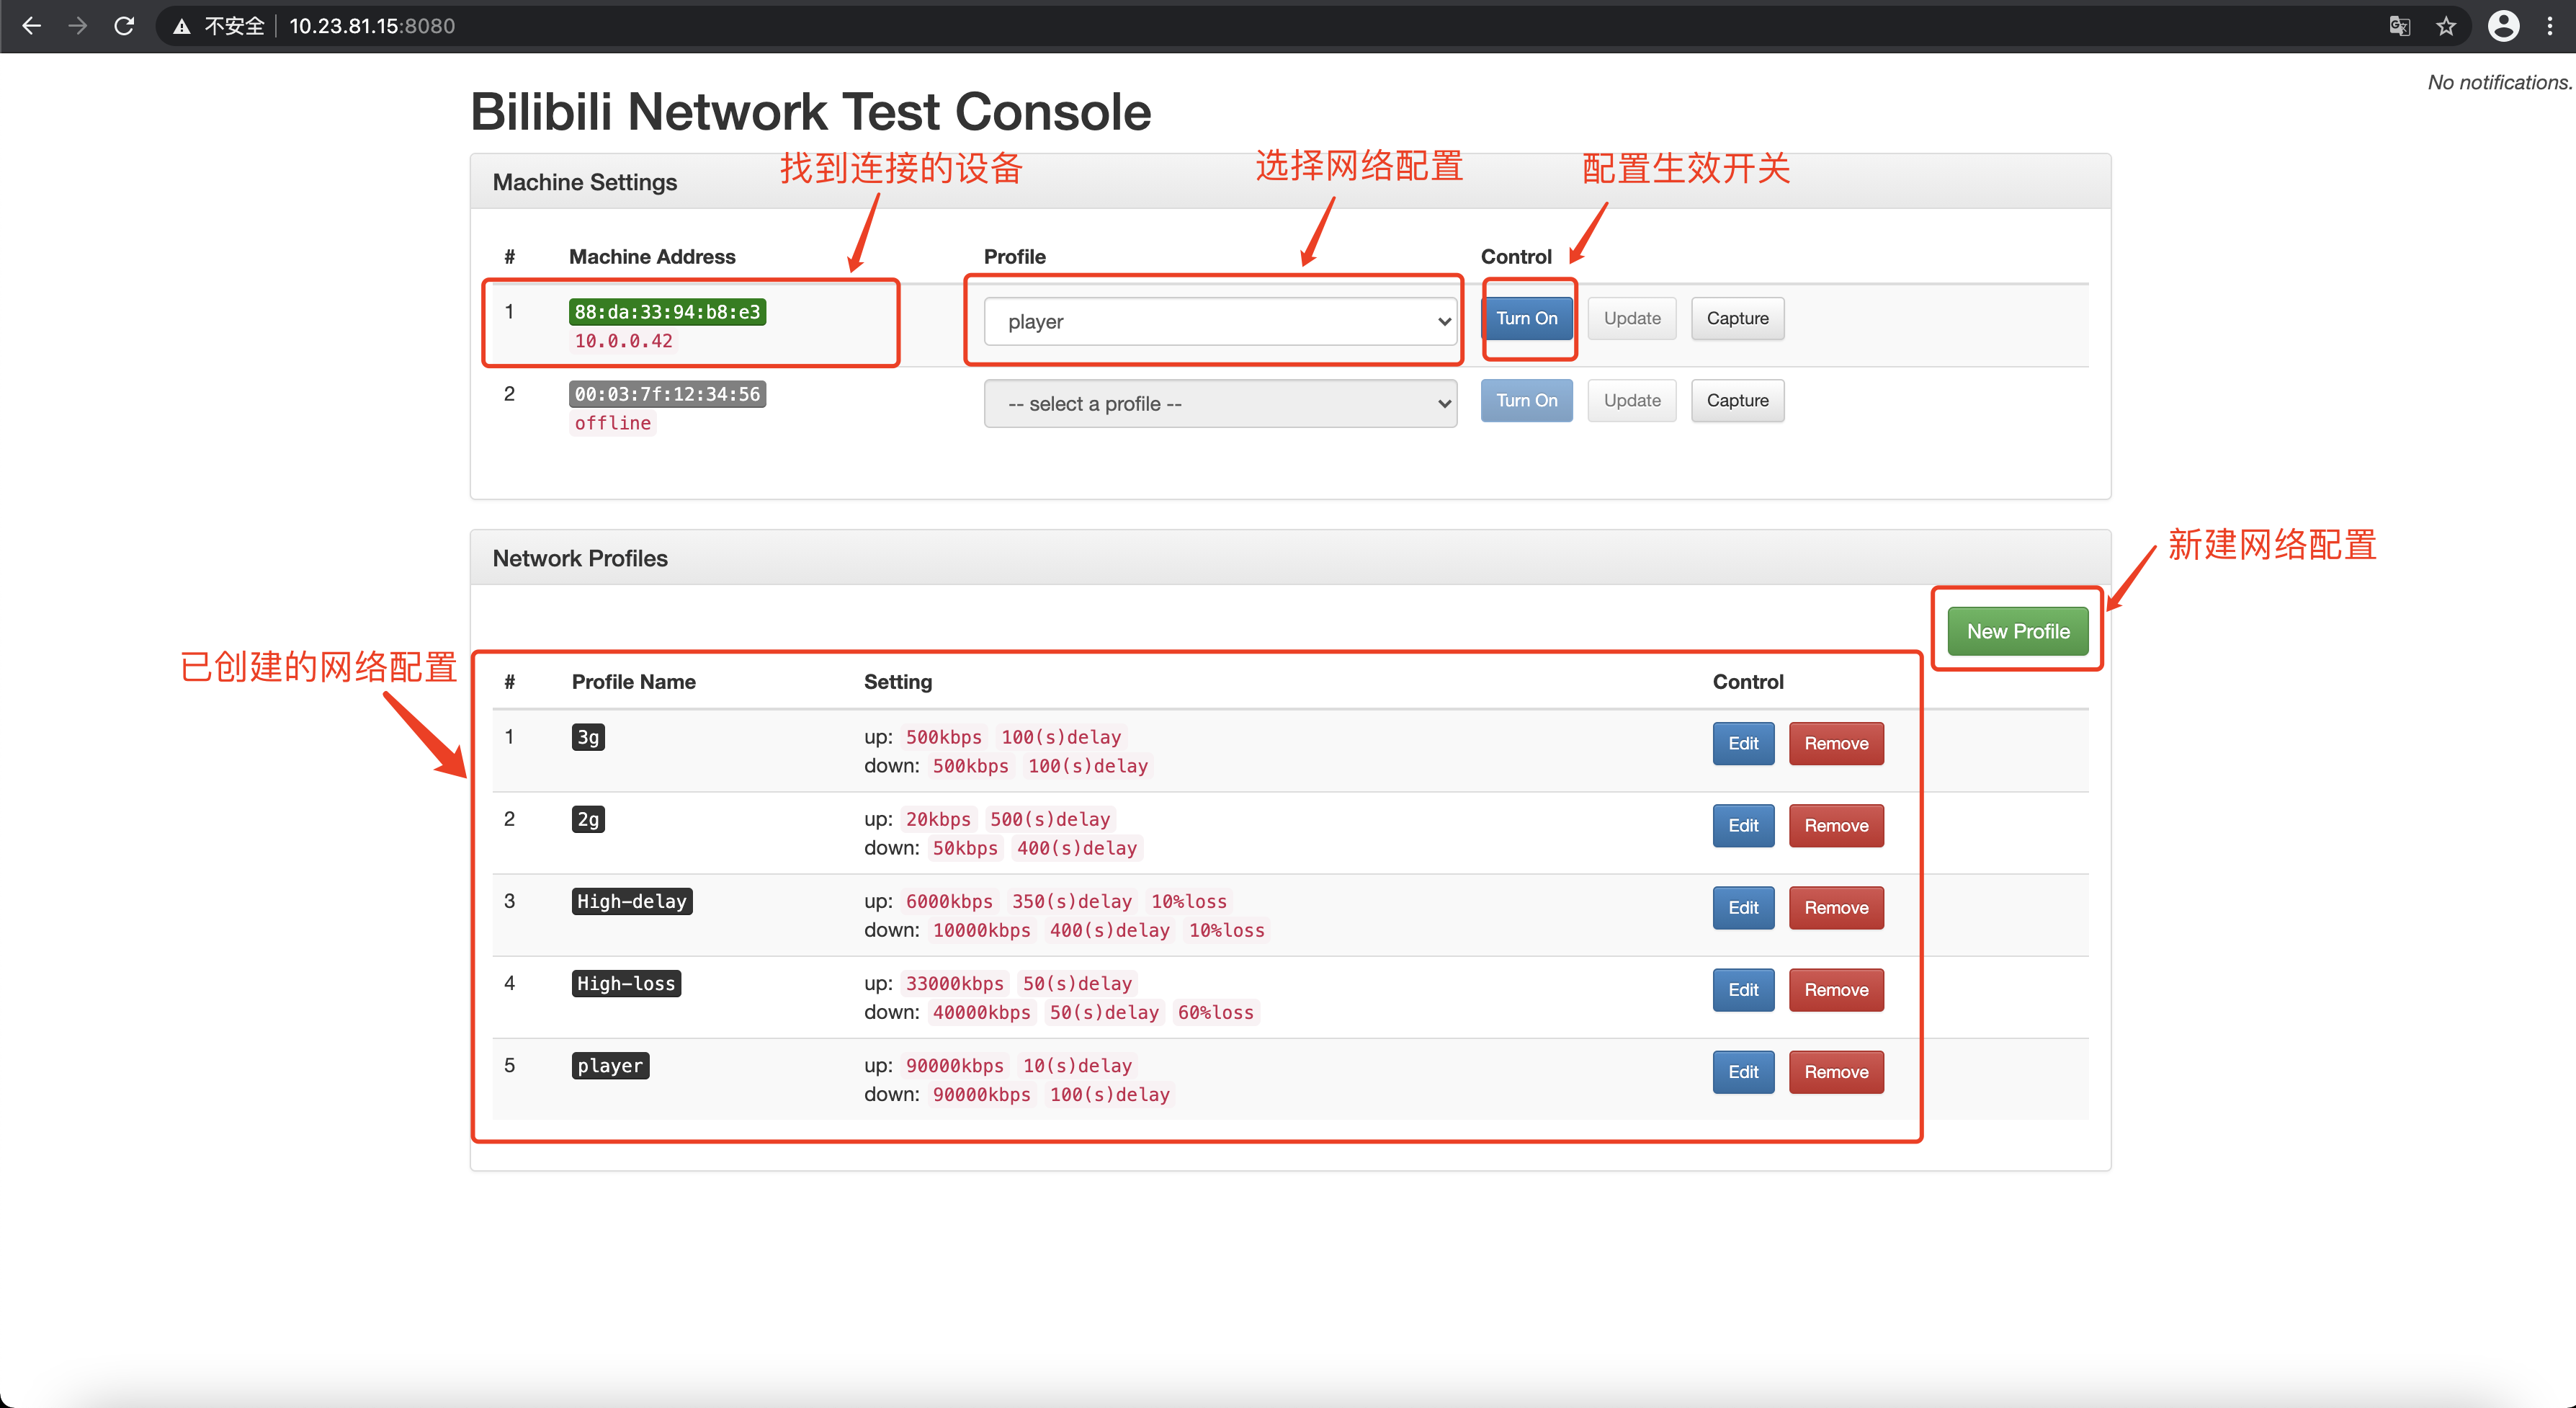 不安全 10.23.81.15:8080
No notifications.
Bilibili Network Test Console
找到连接的设备 选择网络配置 配置生效开关
Machine Settings
# Machine Address Profile Control
1 88:da:33:94:b8:e3 player Turn On Update Capture
10.0.0.42
2 00:03:7f:12:34:56 -- select a profile -- Turn On Update Capture
offline
新建网络配置
Network Profiles
New Profile
已创建的网络配置
# Profile Name Setting Control
1 3g up: 500kbps 100(s)delay Edit Remove
down: 500kbps 100(s)delay
2 2g up: 20kbps 500(s)delay Edit Remove
down: 50kbps 400(s)delay
3 High-delay up: 6000kbps 350(s)delay 10%loss Edit Remove
down: 10000kbps 400(s)delay 10%loss
4 High-loss up: 33000kbps 50(s)delay Edit Remove
down: 40000kbps 50(s)delay 60%loss
5 player up: 90000kbps 10(s)delay Edit Remove
down: 90000kbps 100(s)delay